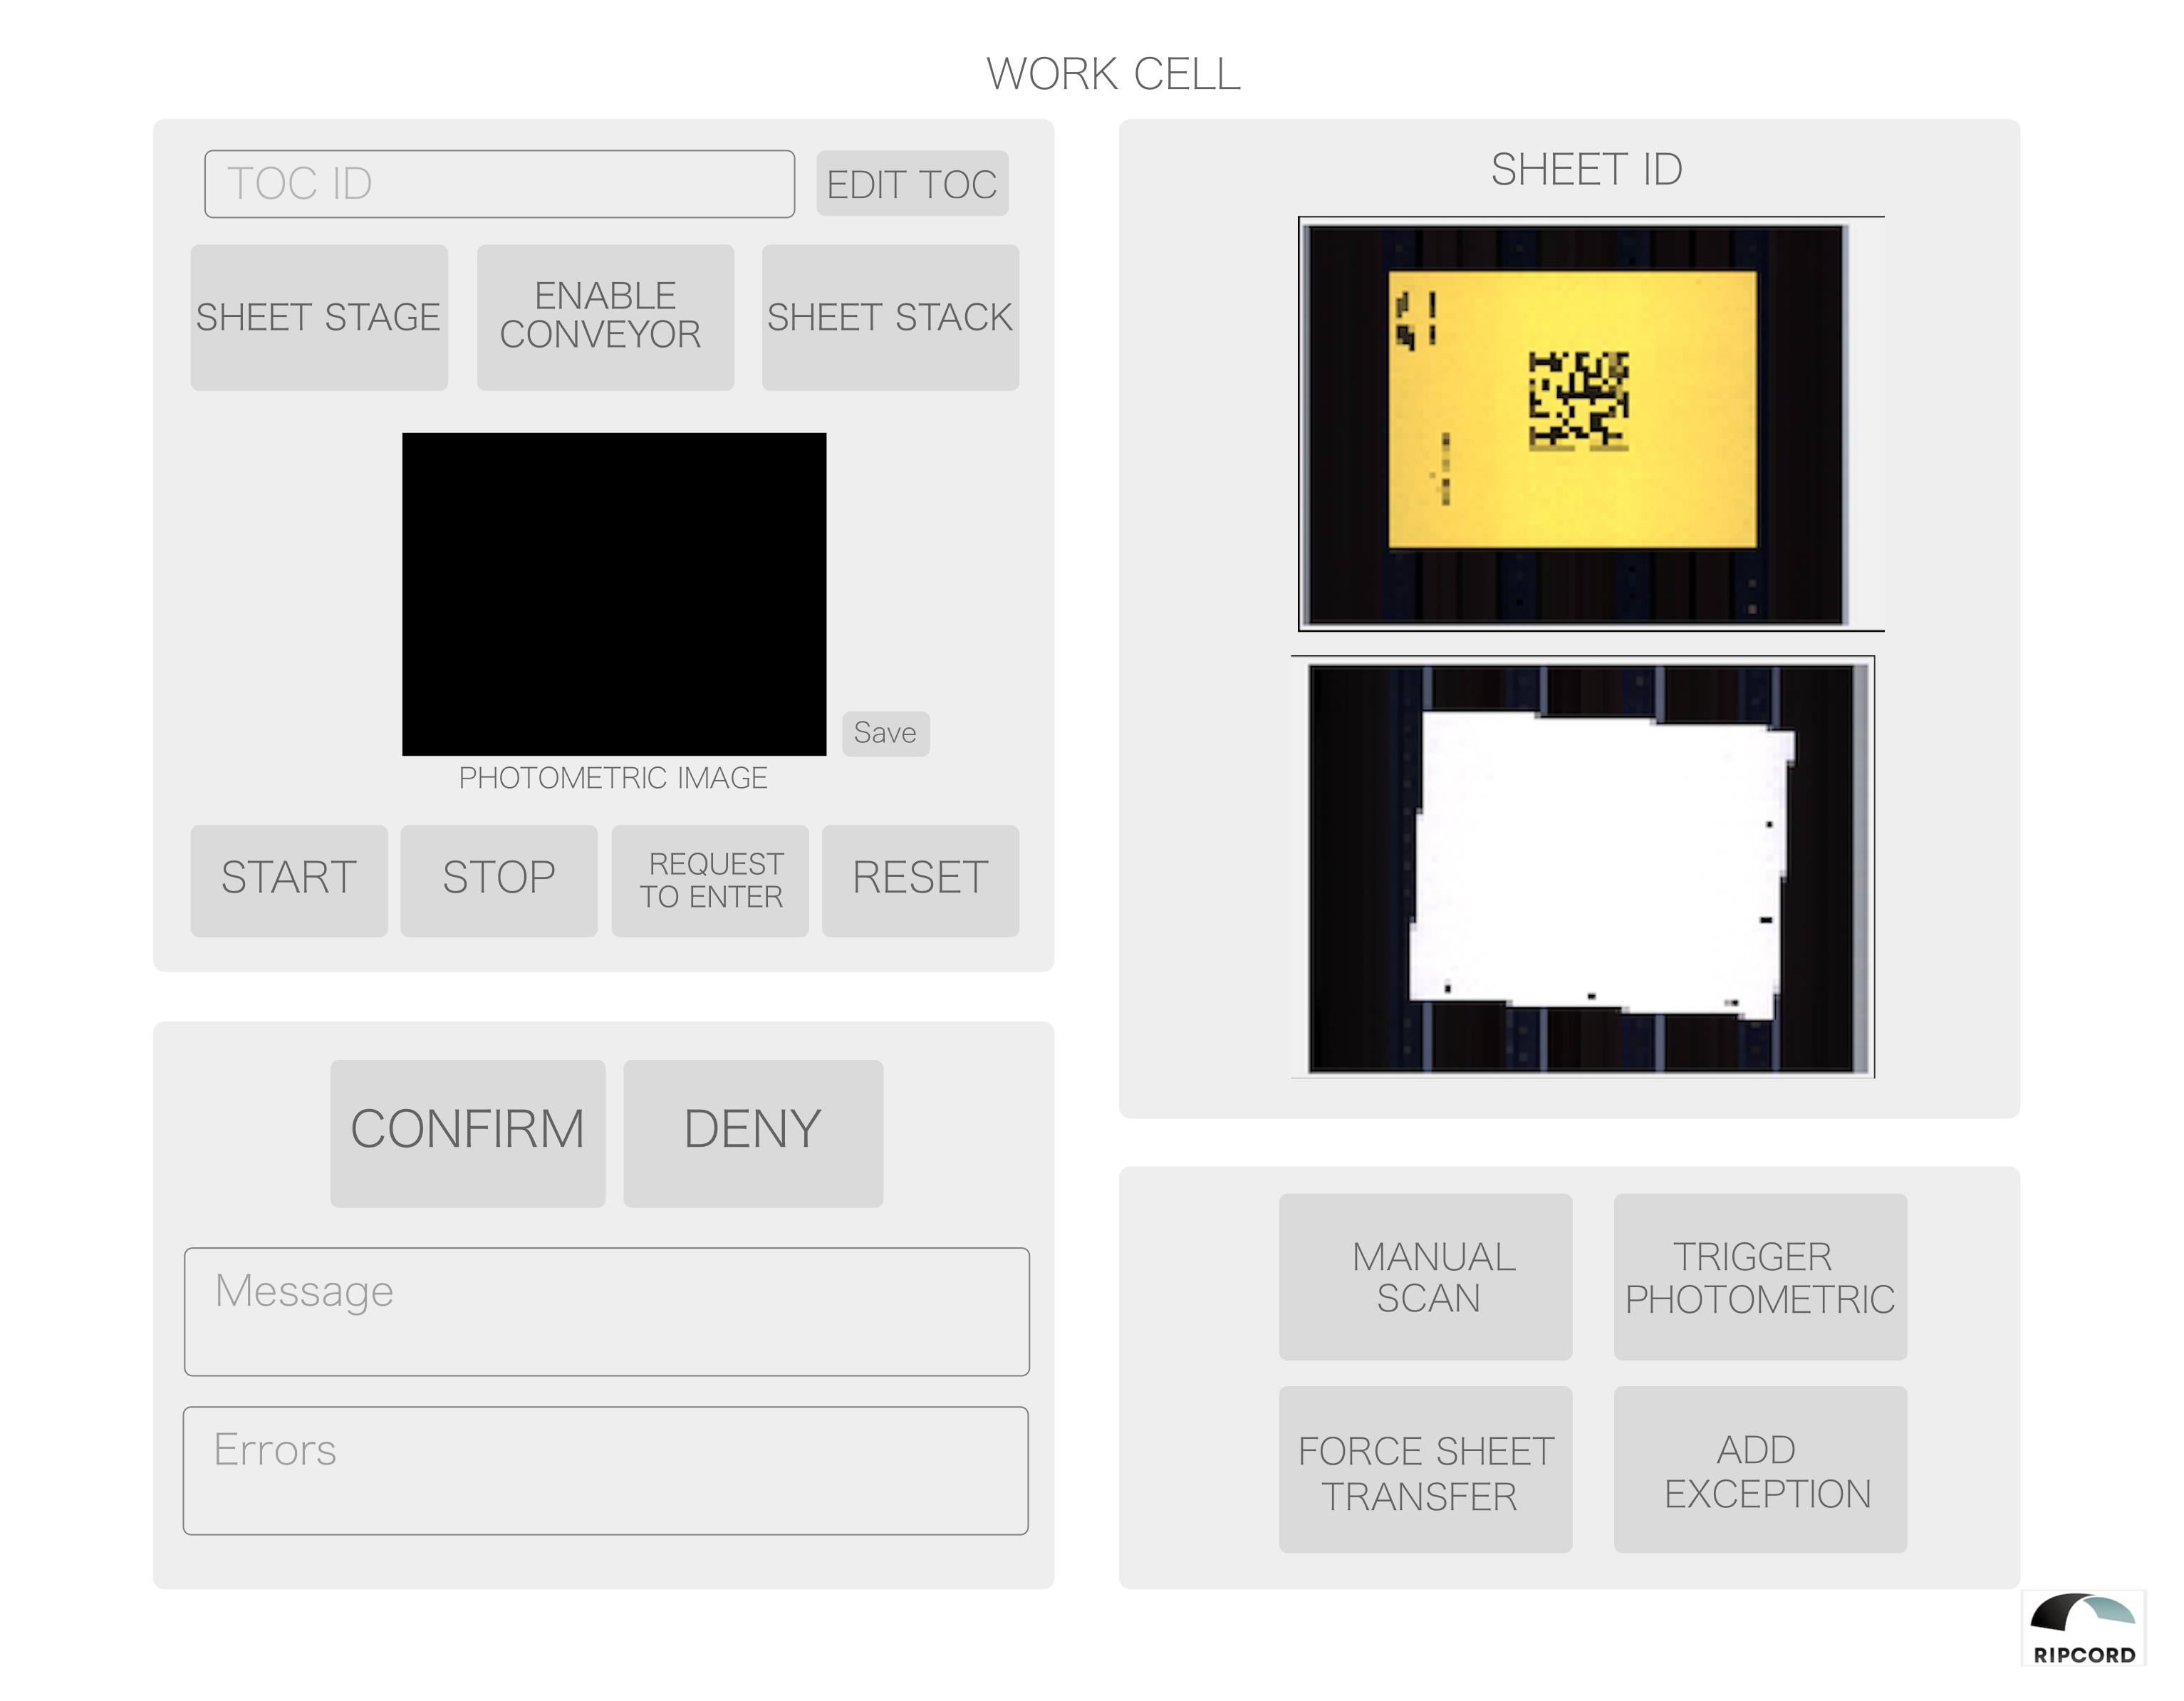 WORK CELL
TOC ID
EDIT TOC
SHEET STAGE
ENABLE
CONVEYOR
SHEET STACK
Save
PHOTOMETRIC IMAGE
START
STOP
REQUEST
TO ENTER
RESET
CONFIRM
DENY
Message
Errors
SHEET ID
MANUAL
SCAN
TRIGGER
PHOTOMETRIC
FORCE SHEET
TRANSFER
ADD
EXCEPTION
RIPCORD